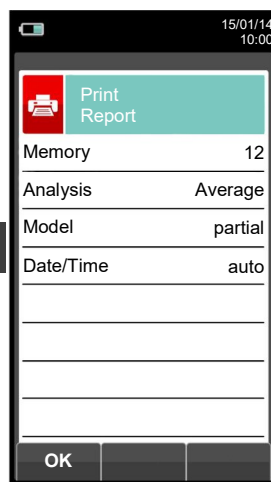 15/01/14
10:00
Print
Report
Memory 12
Analysis Average
Model partial
Date/Time auto
OK